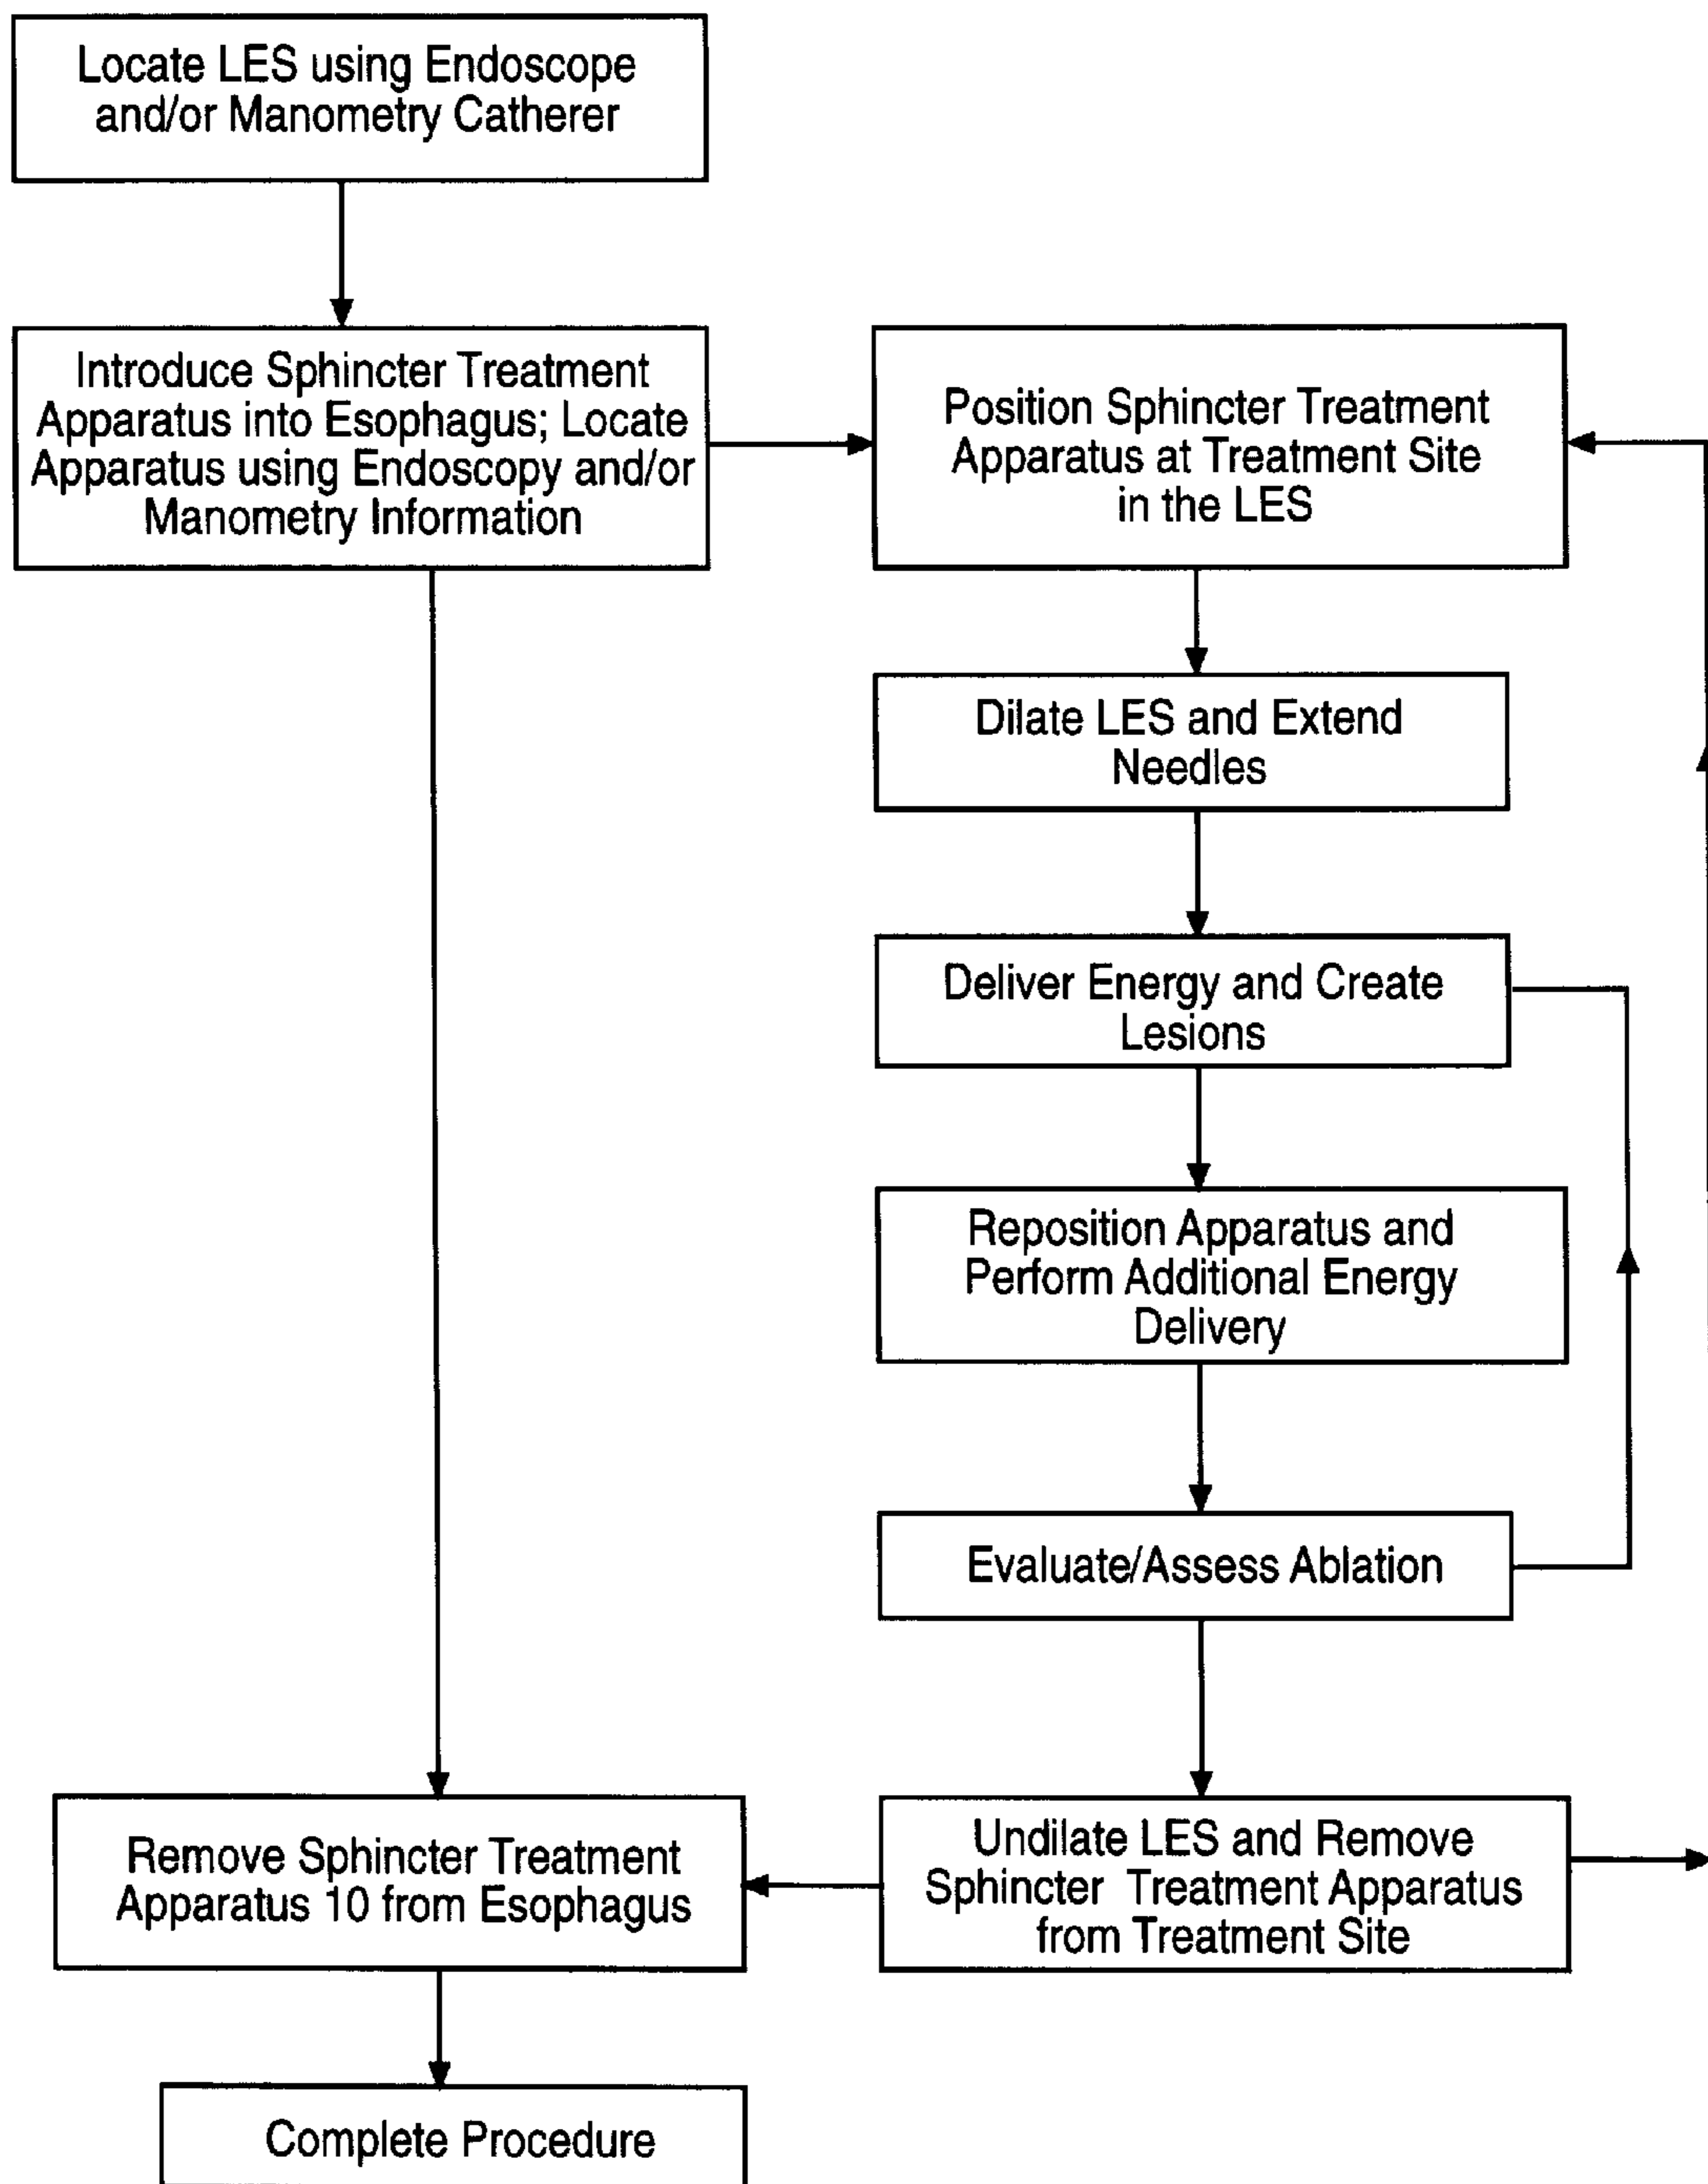 Locate LES using Endoscope
and/or Manometry Catherer
Introduce Sphincter Treatment
Apparatus into Esophagus; Locate
Apparatus using Endoscopy and/or
Manometry Information
Position Sphincter Treatment
Apparatus at Treatment Site
in the LES
Dilate LES and Extend
Needles
Deliver Energy and Create
Lesions
Reposition Apparatus and
Perform Additional Energy
Delivery
Evaluate/Assess Ablation
Undilate LES and Remove
Sphincter Treatment Apparatus
from Treatment Site
Remove Sphincter Treatment
Apparatus 10 from Esophagus
Complete Procedure